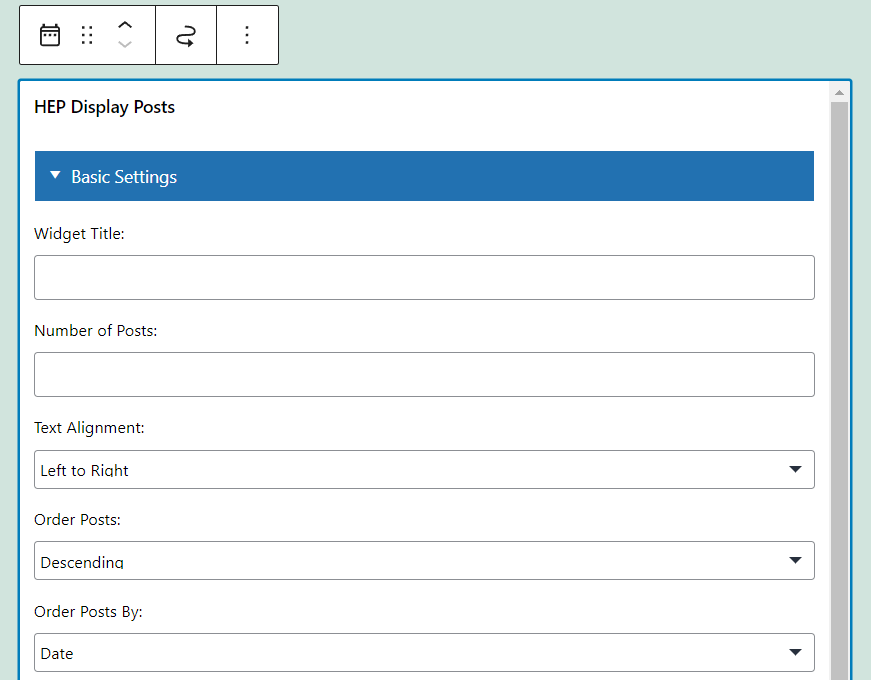 HEP Display Posts
Basic Settings
Widget Title:
Number of Posts:
Text Alignment:
Left to Right
Order Posts:
Descending
Order Posts By:
Date